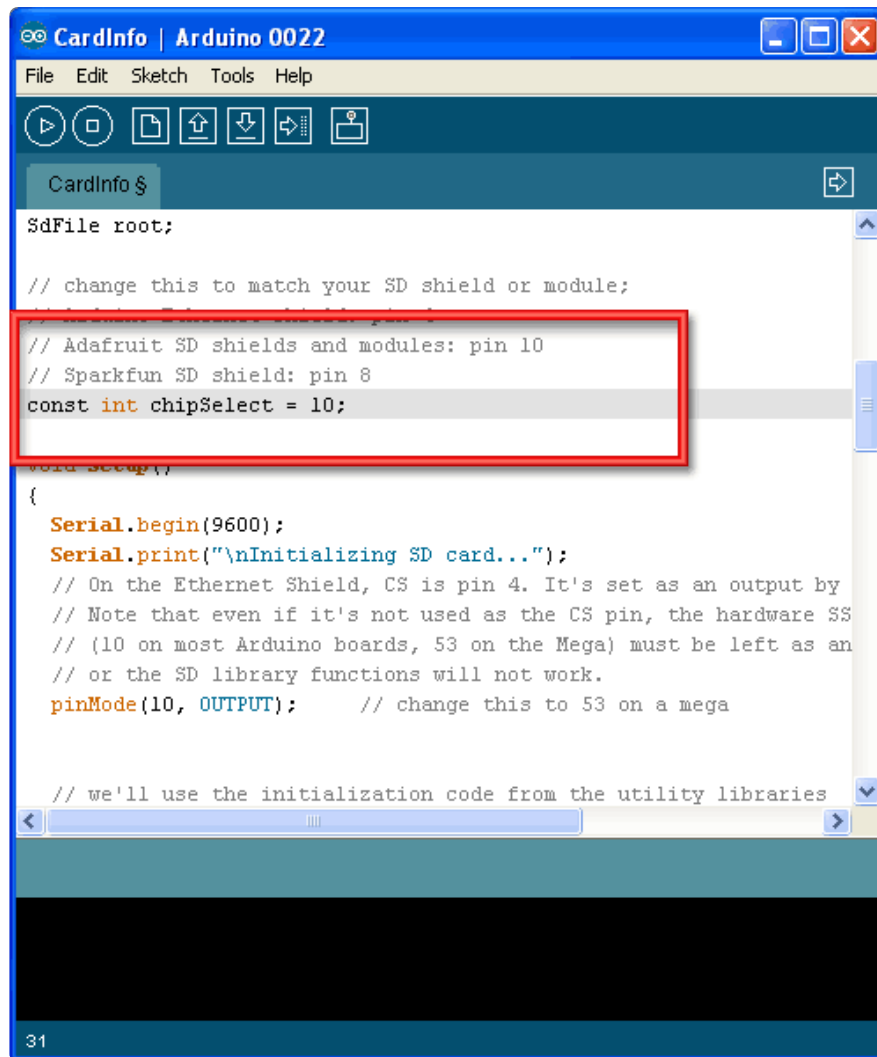 CardInfo | Arduino 0022
File Edit Sketch Tools Help
CardInfo §
SdFile root;
// change this to match your SD shield or module;
// Adafruit SD shields and modules: pin 10
// Sparkfun SD shield: pin 8
const int chipSelect = 10;
void Setup()
{
Serial.begin(9600);
Serial.print("\nInitializing SD card...");
// On the Ethernet Shield, CS is pin 4. It's set as an output by
// Note that even if it's not used as the CS pin, the hardware SS
// (10 on most Arduino boards, 53 on the Mega) must be left as an
// or the SD library functions will not work.
pinMode(10, OUTPUT); // change this to 53 on a mega
// we'll use the initialization code from the utility libraries
31